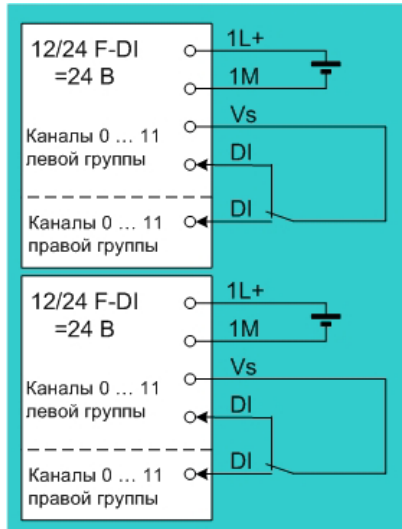 12/24 F-DI
=24 В
1L+
1M
Vs
Каналы 0 ... 11
левой группы
DI
DI
Каналы 0 ... 11
правой группы
12/24 F-DI
=24 В
1L+
1M
Vs
Каналы 0 ... 11
левой группы
DI
DI
Каналы 0 ... 11
правой группы